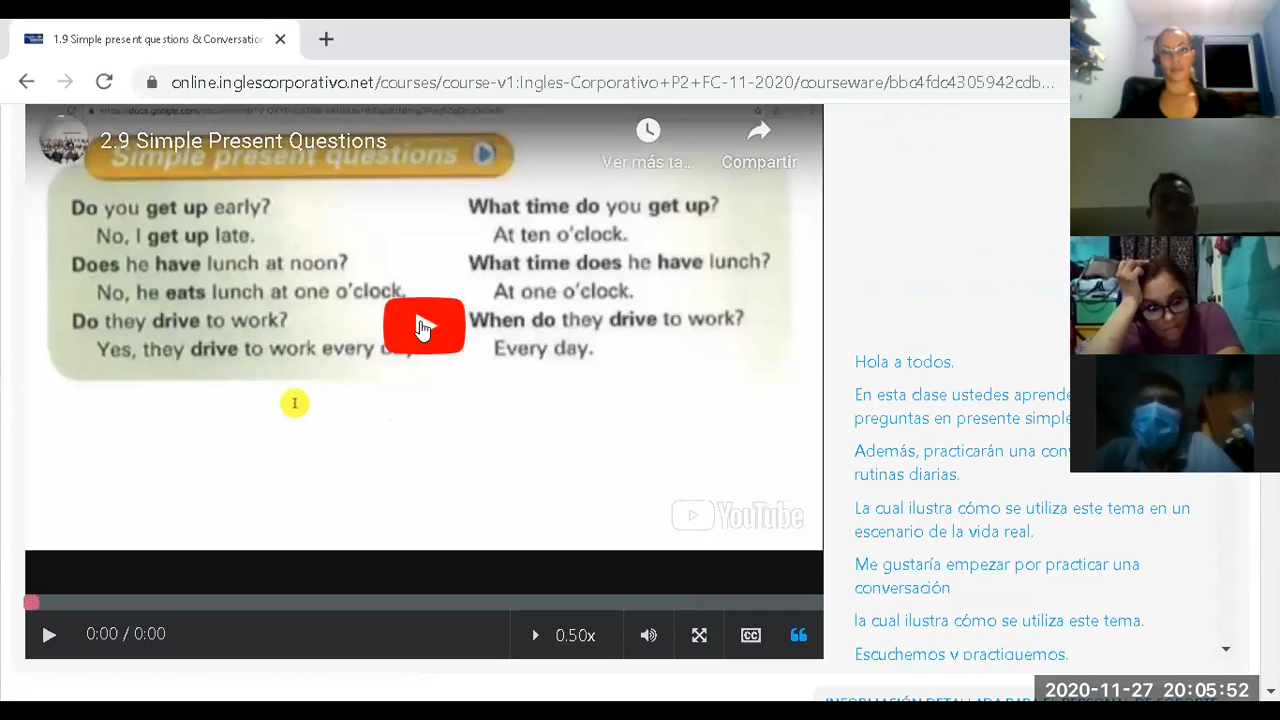 1.9 Simple present questions & Conversation
online.inglescorporativo.net/courses/course-v1:Ingles-Corporativo+P2+FC-11-2020/courseware/bbc4fdc4305942cdb...
2.9 Simple Present Questions
Ver más ta...
Compartir
Simple present questions
Do you get up early?
No, I get up late.
Does he have lunch at noon?
No, he eats lunch at one o'clock.
Do they drive to work?
Yes, they drive to work every
What time do you get up?
At ten o'clock.
What time does he have lunch?
At one o'clock.
When do they drive to work?
Every day.
YouTube
0:00 / 0:00
0.50x
CC
Hola a todos.
En esta clase ustedes aprende
preguntas en presente simple
Además, practicarán una con
rutinas diarias.
La cual ilustra cómo se utiliza este tema en un
escenario de la vida real.
Me gustaría empezar por practicar una
conversación
la cual ilustra cómo se utiliza este tema.
Escuchemos y practiquemos.
2020-11-27 20:05:52